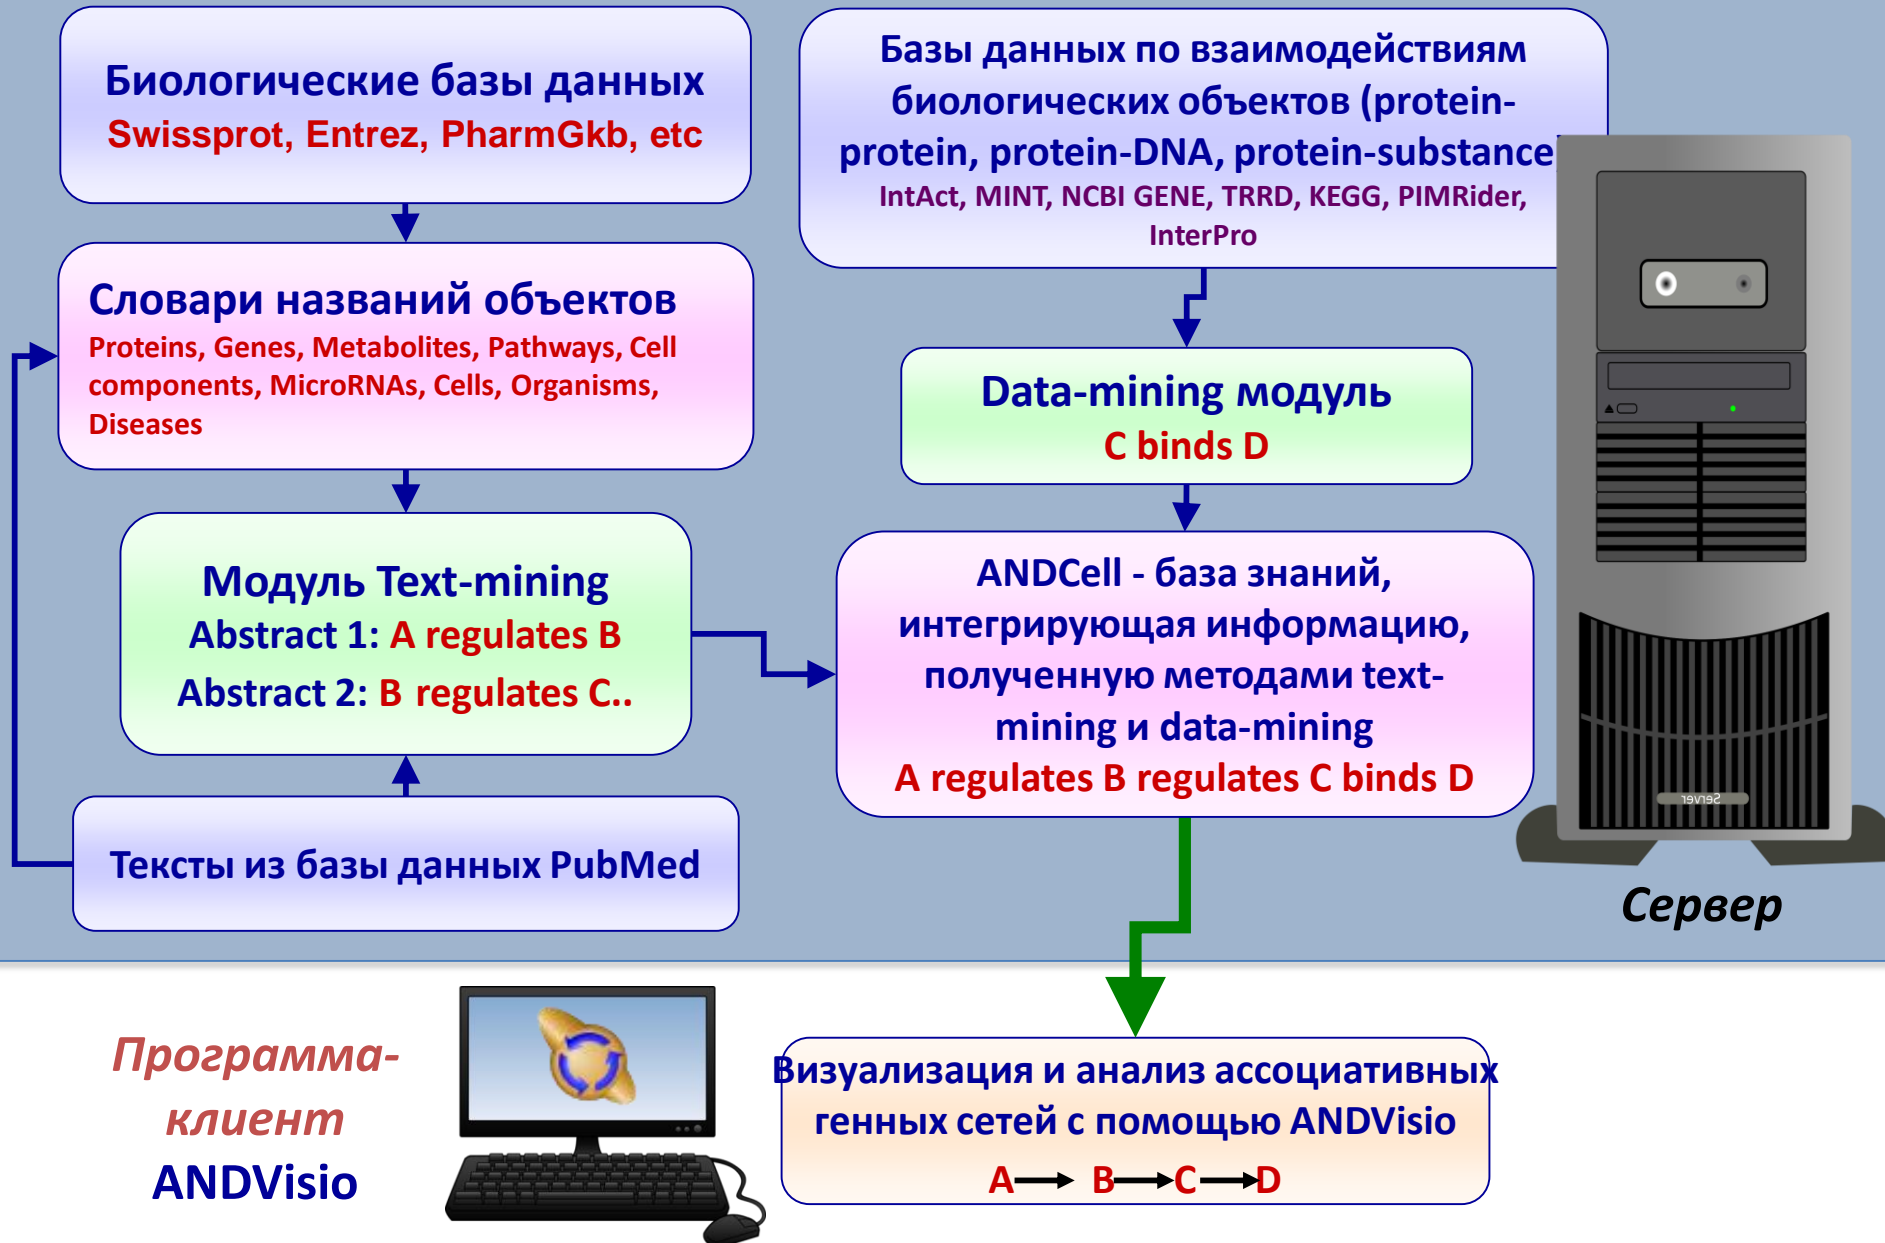 Биологические базы данных
Swissprot, Entrez, PharmGkb, etc
Базы данных по взаимодействиям
биологических объектов (protein-
protein, protein-DNA, protein-substance)
IntAct, MINT, NCBI GENE, TRRD, KEGG, PIMRider,
InterPro
Словари названий объектов
Proteins, Genes, Metabolites, Pathways, Cell
components, MicroRNAs, Cells, Organisms,
Diseases
Data-mining модуль
C binds D
Модуль Text-mining
Abstract 1: A regulates B
Abstract 2: B regulates C..
ANDCell - база знаний,
интегрирующая информацию,
полученную методами text-
mining и data-mining
A regulates B regulates C binds D
Тексты из базы данных PubMed
Server
Сервер
Программа-
клиент
ANDVisio
Визуализация и анализ ассоциативных
генных сетей с помощью ANDVisio
A B C D